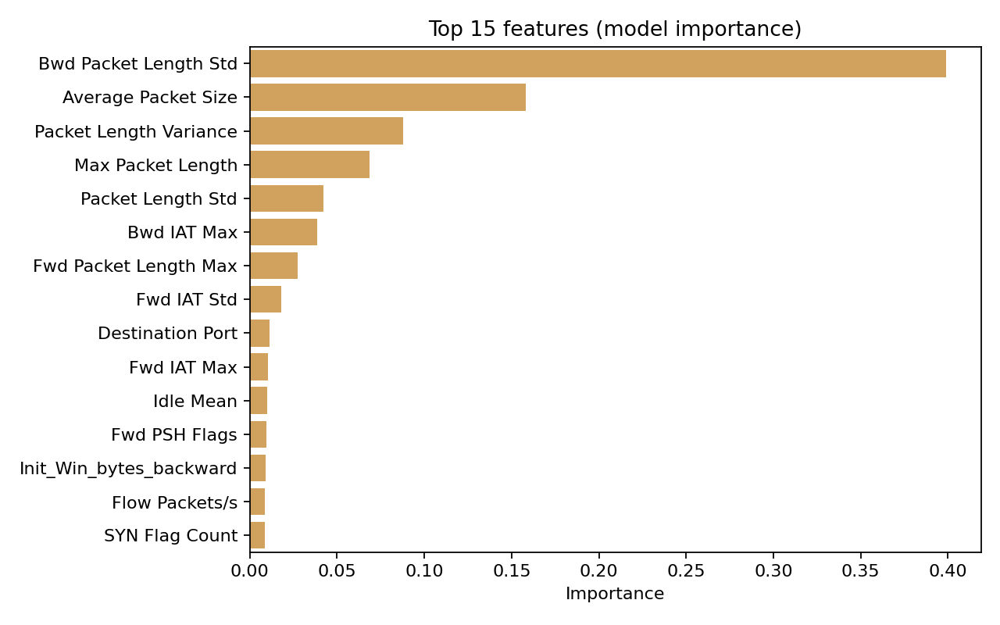 Top 15 features (model importance)
Bwd Packet Length Std
Average Packet Size
Packet Length Variance
Max Packet Length
Packet Length Std
Bwd IAT Max
Fwd Packet Length Max
Fwd IAT Std
Destination Port
Fwd IAT Max
Idle Mean
Fwd PSH Flags
Init_Win_bytes_backward
Flow Packets/s
SYN Flag Count
0.00 0.05 0.10 0.15 0.20 0.25 0.30 0.35 0.40
Importance